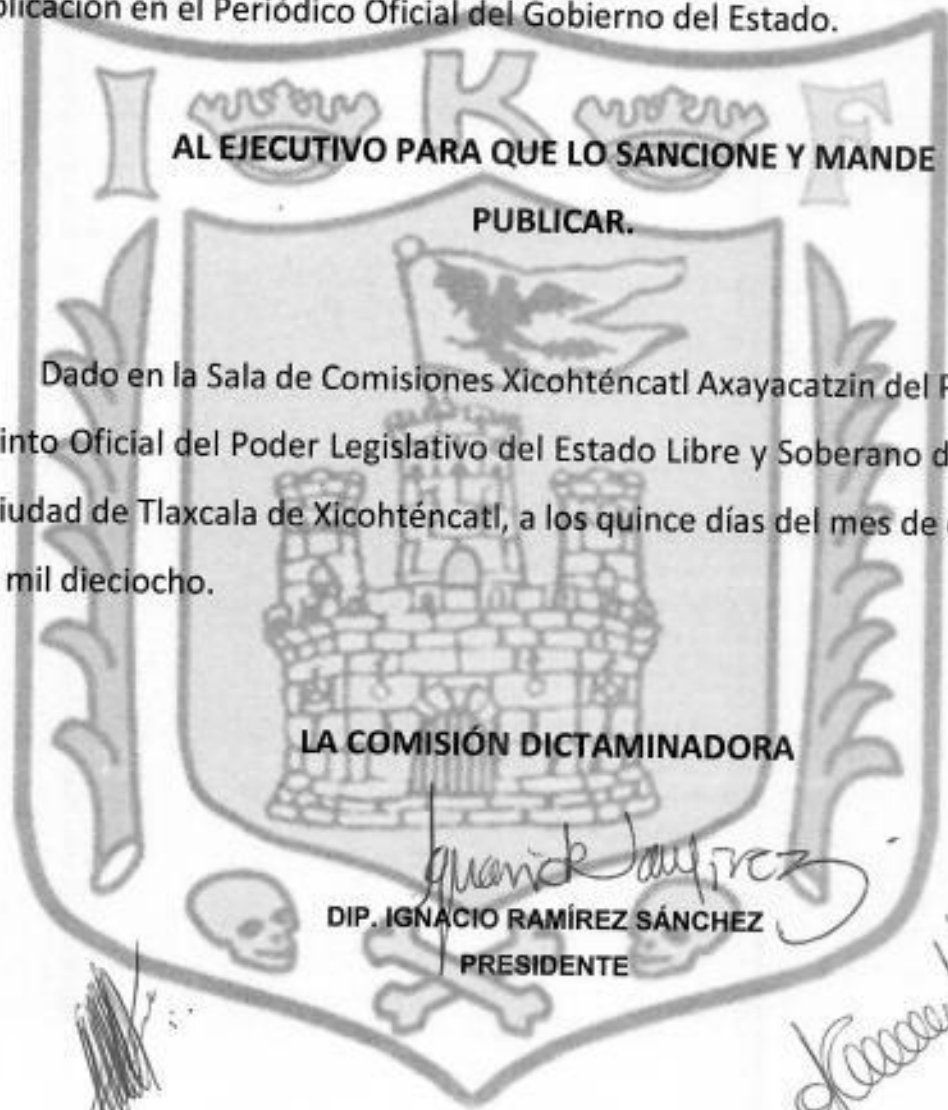 blicación en el Periódico Oficial del Gobierno del Estado.
I K F
AL EJECUTIVO PARA QUE LO SANCIONE Y MANDE
PUBLICAR.
Dado en la Sala de Comisiones Xicohténcatl Axayacatzin del
into Oficial del Poder Legislativo del Estado Libre y Soberano d
iudad de Tlaxcala de Xicohténcatl, a los quince días del mes de
mil dieciocho.
LA COMISIÓN DICTAMINADORA
DIP. IGNACIO RAMÍREZ SÁNCHEZ
PRESIDENTE